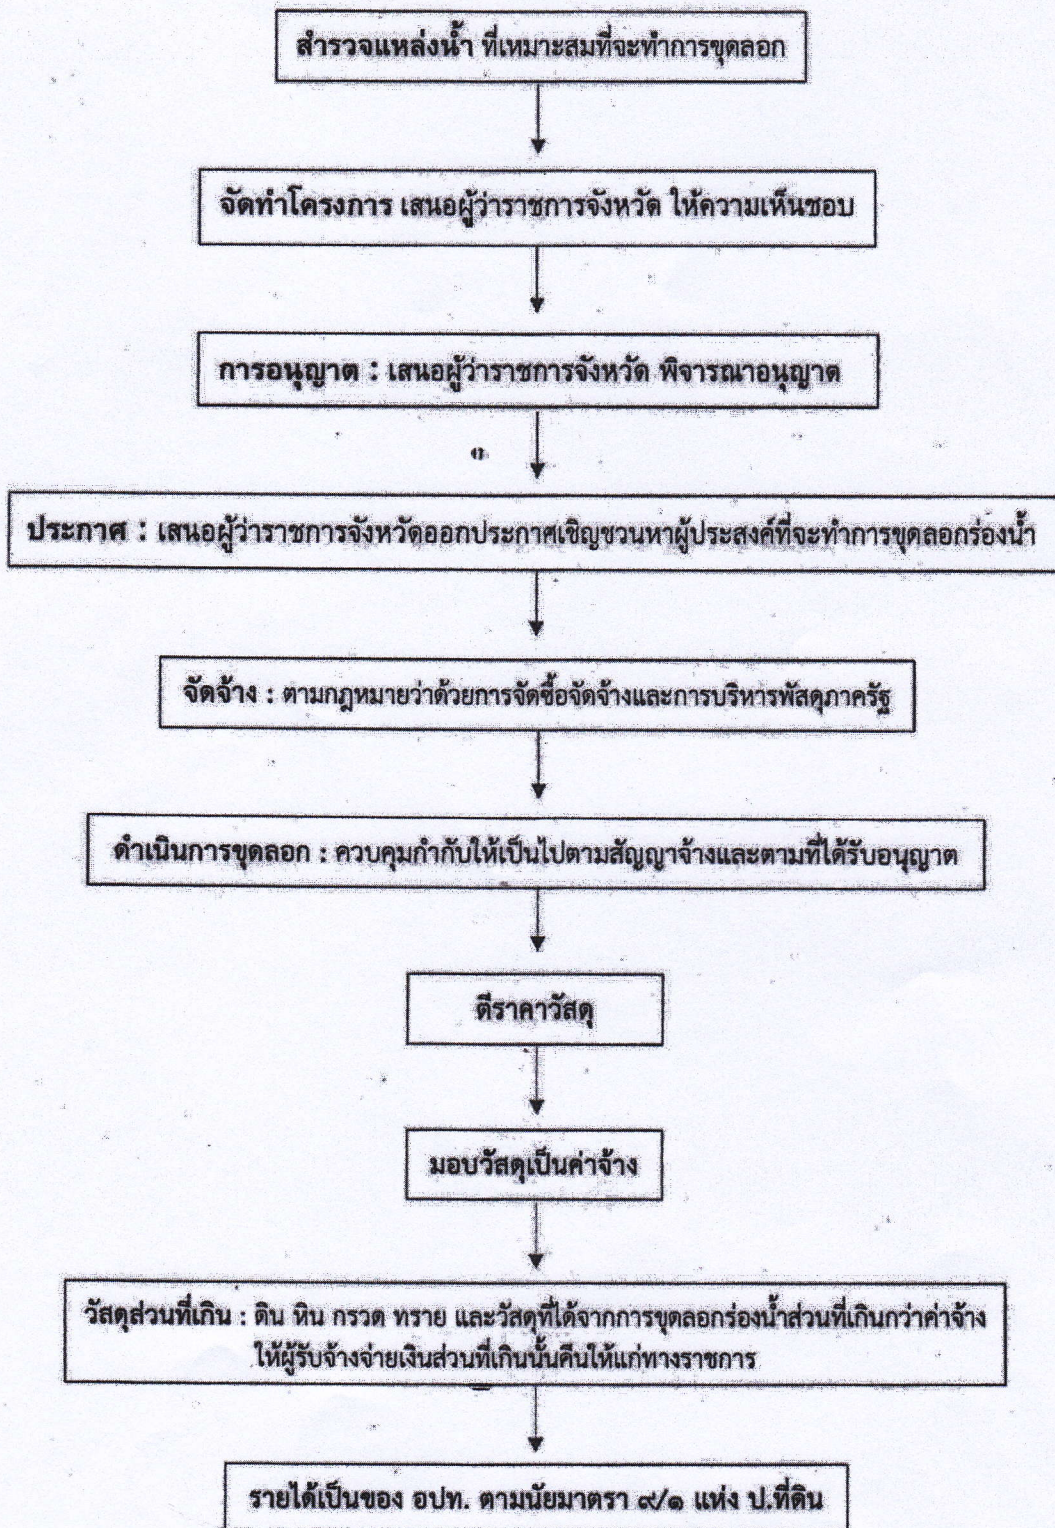 สำรวจแหล่งน้ำ ที่เหมาะสมที่จะทำการขุดลอก
จัดทำโครงการ เสนอผู้ว่าราชการจังหวัด ให้ความเห็นชอบ
การอนุญาต : เสนอผู้ว่าราชการจังหวัด พิจารณาอนุญาต
ประกาศ : เสนอผู้ว่าราชการจังหวัดออกประกาศเชิญชวนหาผู้ประสงค์ที่จะทำการขุดลอกร่องน้ำ
จัดจ้าง : ตามกฎหมายว่าด้วยการจัดซื้อจัดจ้างและการบริหารพัสดุภาครัฐ
ดำเนินการขุดลอก : ควบคุมกำกับให้เป็นไปตามสัญญาจ้างและตามที่ได้รับอนุญาต
ตีราคาวัสดุ
มอบวัสดุเป็นค่าจ้าง
วัสดุส่วนที่เกิน : ดิน หิน กรวด ทราย และวัสดุที่ได้จากการขุดลอกร่องน้ำส่วนที่เกินกว่าค่าจ้าง
ให้ผู้รับจ้างจ่ายเงินส่วนที่เกินนั้นคืนให้แก่ทางราชการ
รายได้เป็นของ อปท. ตามนัยมาตรา ๙/๑ แห่ง ป.ที่ดิน